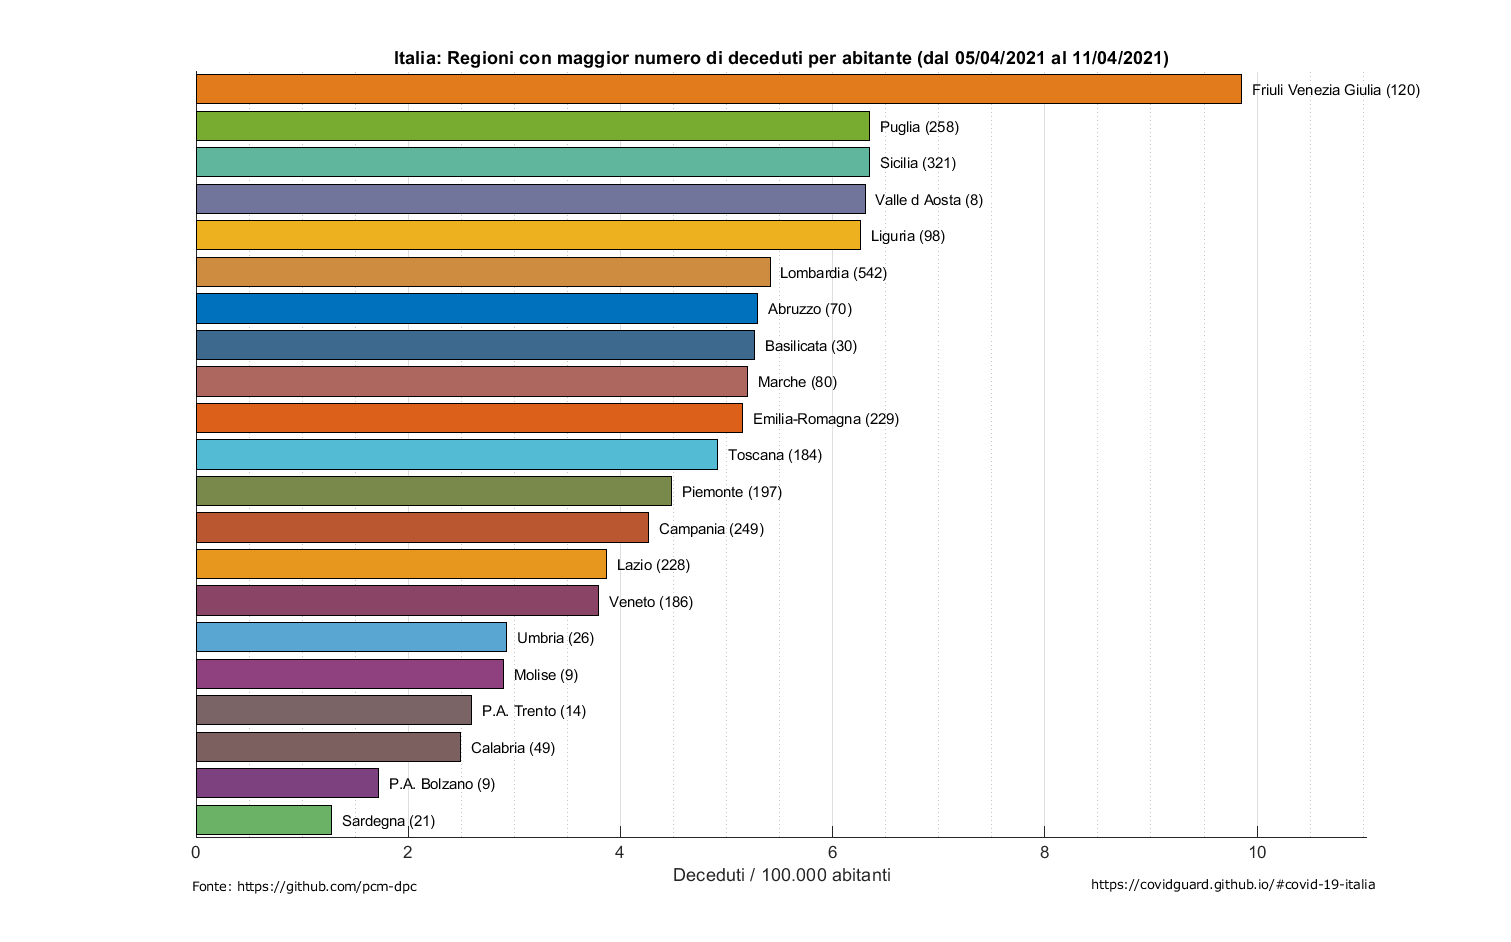 Italia: Regioni con maggior numero di deceduti per abitante (dal 05/04/2021 al 11/04/2021)
Friuli Venezia Giulia (120)
Puglia (258)
Sicilia (321)
Valle d Aosta (8)
Liguria (98)
Lombardia (542)
Abruzzo (70)
Basilicata (30)
Marche (80)
Emilia-Romagna (229)
Toscana (184)
Piemonte (197)
Campania (249)
Lazio (228)
Veneto (186)
Umbria (26)
Molise (9)
P.A. Trento (14)
Calabria (49)
P.A. Bolzano (9)
Sardegna (21)
0 2 4 6 8 10
Deceduti / 100.000 abitanti
Fonte: https://github.com/pcm-dpc
https://covidguard.github.io/#covid-19-italia